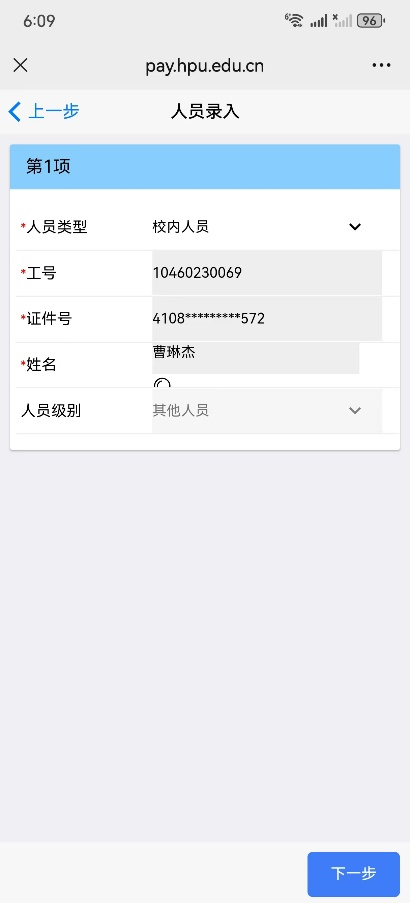 6:09
96
pay.hpu.edu.cn
上一步
人员录入
第1项
*人员类型 校内人员
*工号 10460230069
*证件号 4108*********572
*姓名 曹琳杰
人员级别 其他人员
下一步